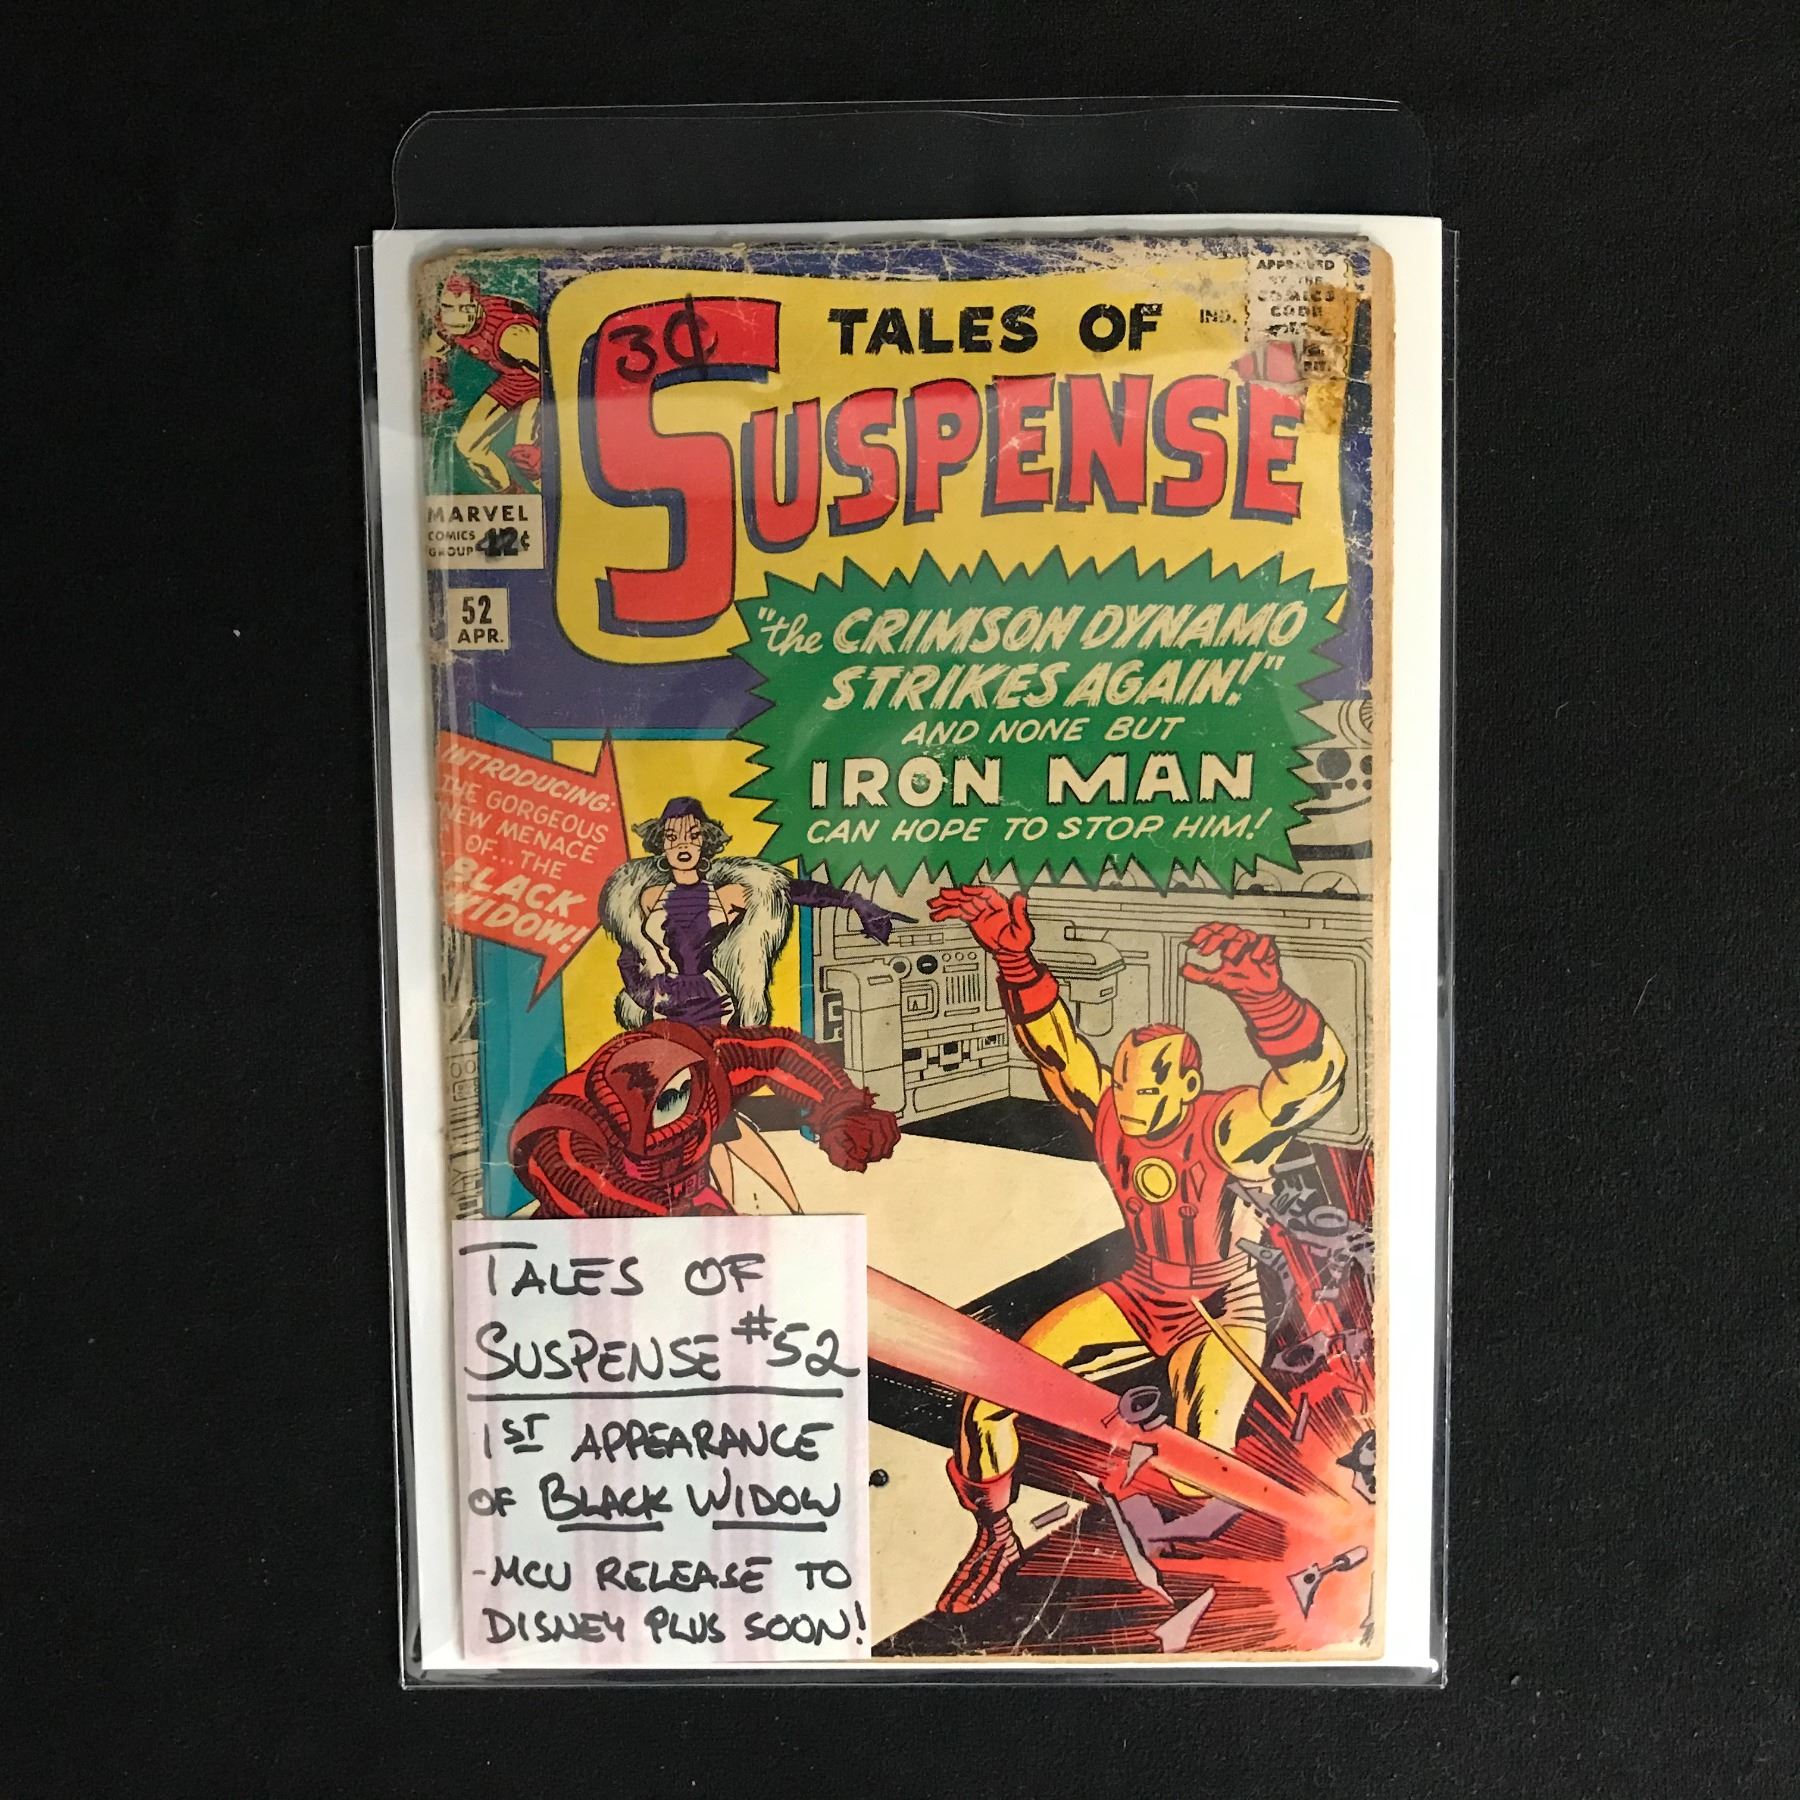 3¢
TALES OF
SUSPENSE
IND.
APPROVED
BY THE
COMICS
CODE
MARVEL
COMICS
GROUP 12¢
52
APR.
"the CRIMSON DYNAMO
STRIKES AGAIN!"
AND NONE BUT
IRON MAN
CAN HOPE TO STOP HIM!
INTRODUCING:
THE GORGEOUS
NEW MENACE
OF... THE
BLACK
WIDOW!
TALES OF
SUSPENSE #52
1ST APPEARANCE
OF BLACK WIDOW
-MCU RELEASE TO
DISNEY PLUS SOON!